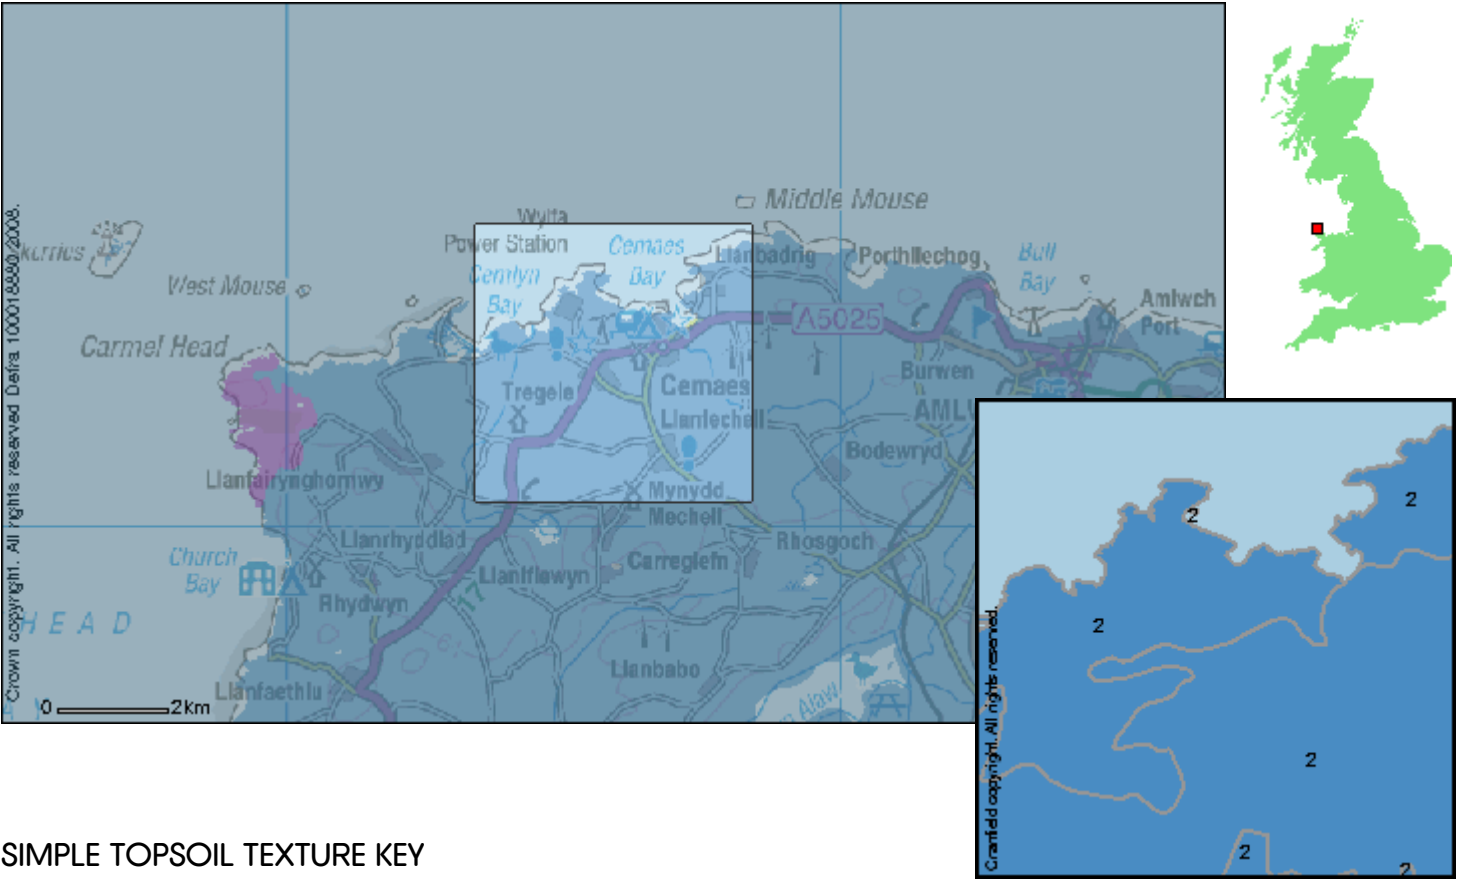 Middle Mouse
Wylfa
Power Station
Cemaes
Bay
Llanbadrig
Porthllechog
Bull
Bay
Skerries
Cemlyn
Bay
West Mouse
Amlwch
Port
A5025
Carmel Head
Burwen
Tregele
Cemaes
Llanfechell
Bodewryd
Llanfairynghornwy
Mynydd
Mechell
Llanrhyddlad
Rhosgoch
Church
Bay
Carreglefn
Llanfflewyn
17
Rhydwyn
HEAD
Llanbabo
Llanfaethlu
Alaw
0 2km
Crown copyright. All rights reserved Defra 100018880/2008.
2
2
2
2
2
2
Cranfield copyright. All rights reserved.
SIMPLE TOPSOIL TEXTURE KEY